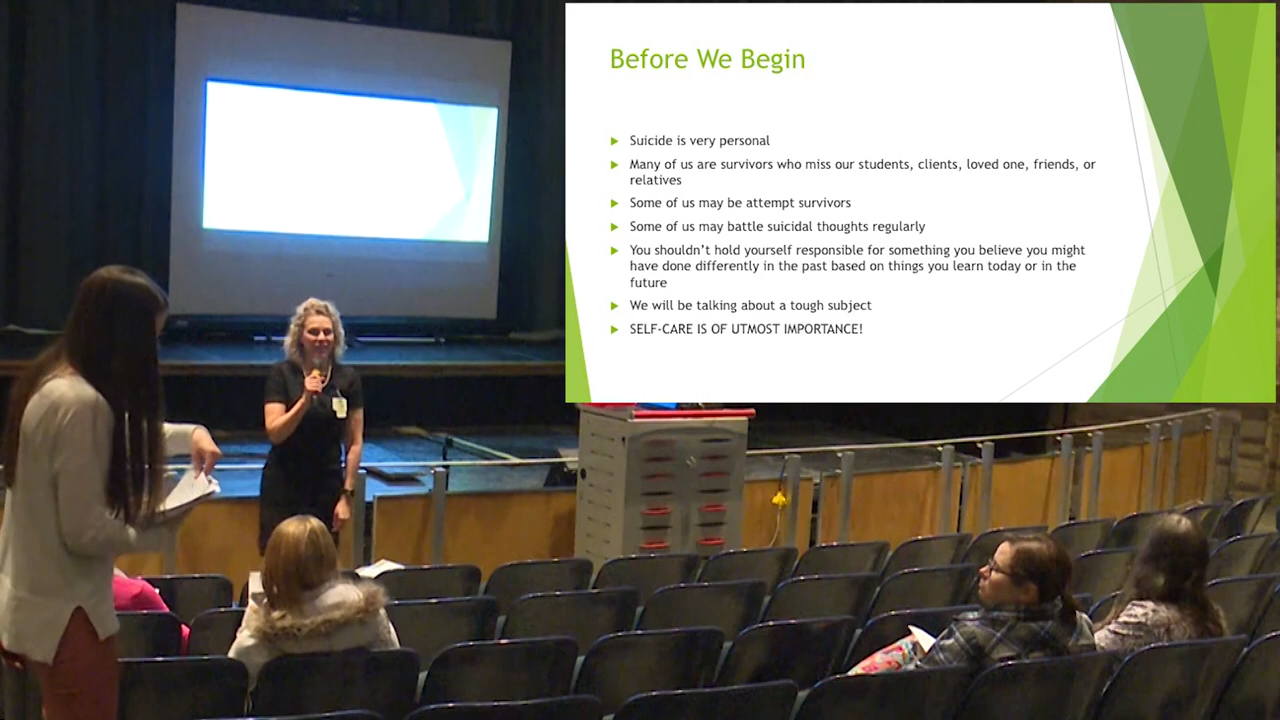 Before We Begin
Suicide is very personal
Many of us are survivors who miss our students, clients, loved one, friends, or
relatives
Some of us may be attempt survivors
Some of us may battle suicidal thoughts regularly
You shouldn't hold yourself responsible for something you believe you might
have done differently in the past based on things you learn today or in the
future
We will be talking about a tough subject
SELF-CARE IS OF UTMOST IMPORTANCE!